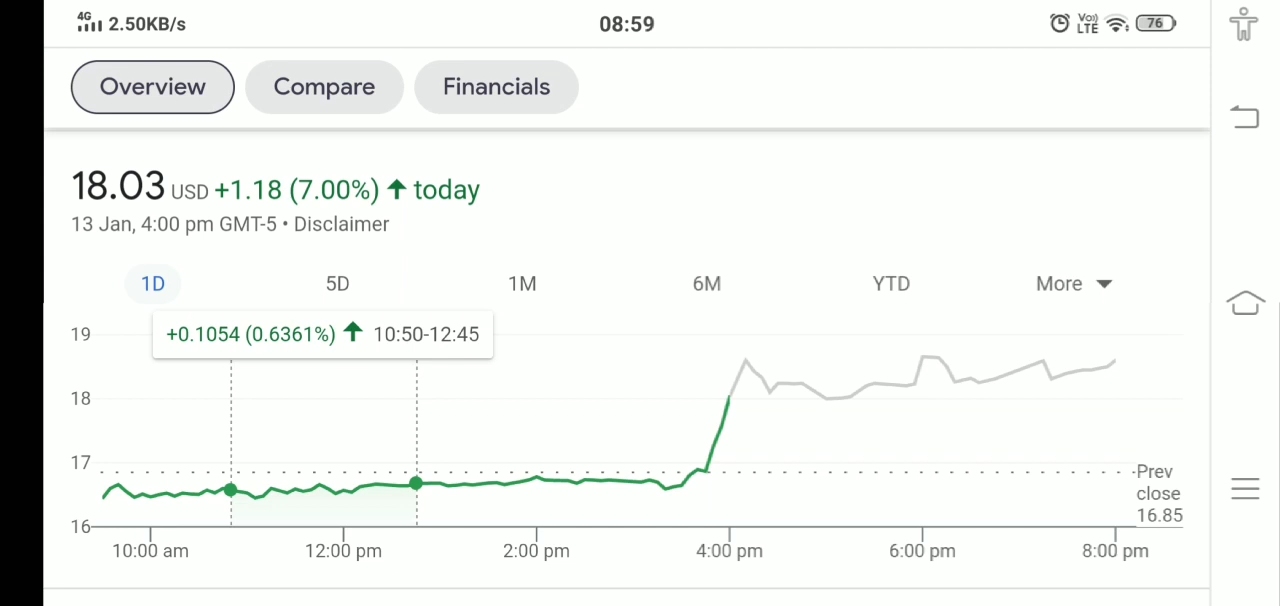 4G 2.50KB/s 08:59 Vo)) LTE 76
Overview Compare Financials
18.03 USD +1.18 (7.00%) ↑ today
13 Jan, 4:00 pm GMT-5 • Disclaimer
1D 5D 1M 6M YTD More
+0.1054 (0.6361%) ↑ 10:50-12:45
19
18
17
16
Prev
close
16.85
10:00 am 12:00 pm 2:00 pm 4:00 pm 6:00 pm 8:00 pm